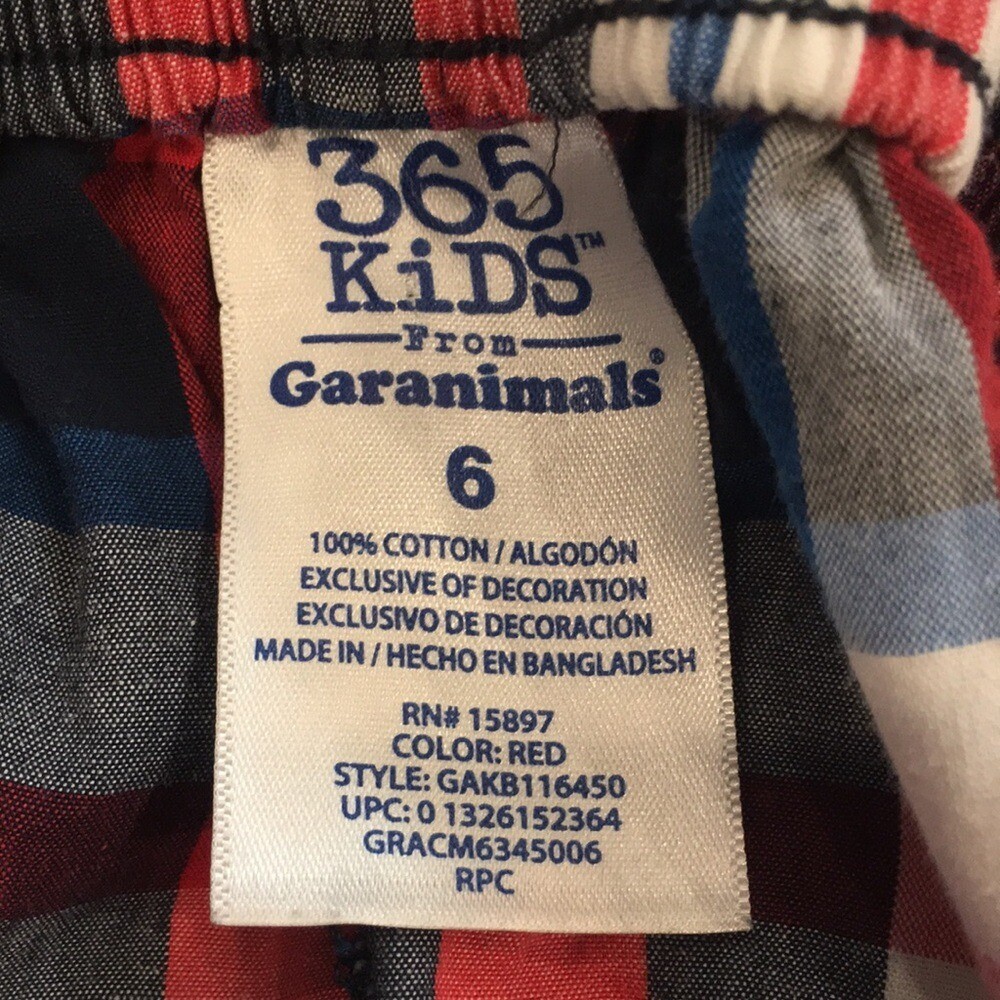 365
KiDS™
From
Garanimals®
6
100% COTTON / ALGODÓN
EXCLUSIVE OF DECORATION
EXCLUSIVO DE DECORACIÓN
MADE IN / HECHO EN BANGLADESH
RN# 15897
COLOR: RED
STYLE: GAKB116450
UPC: 0 1326152364
GRACM6345006
RPC